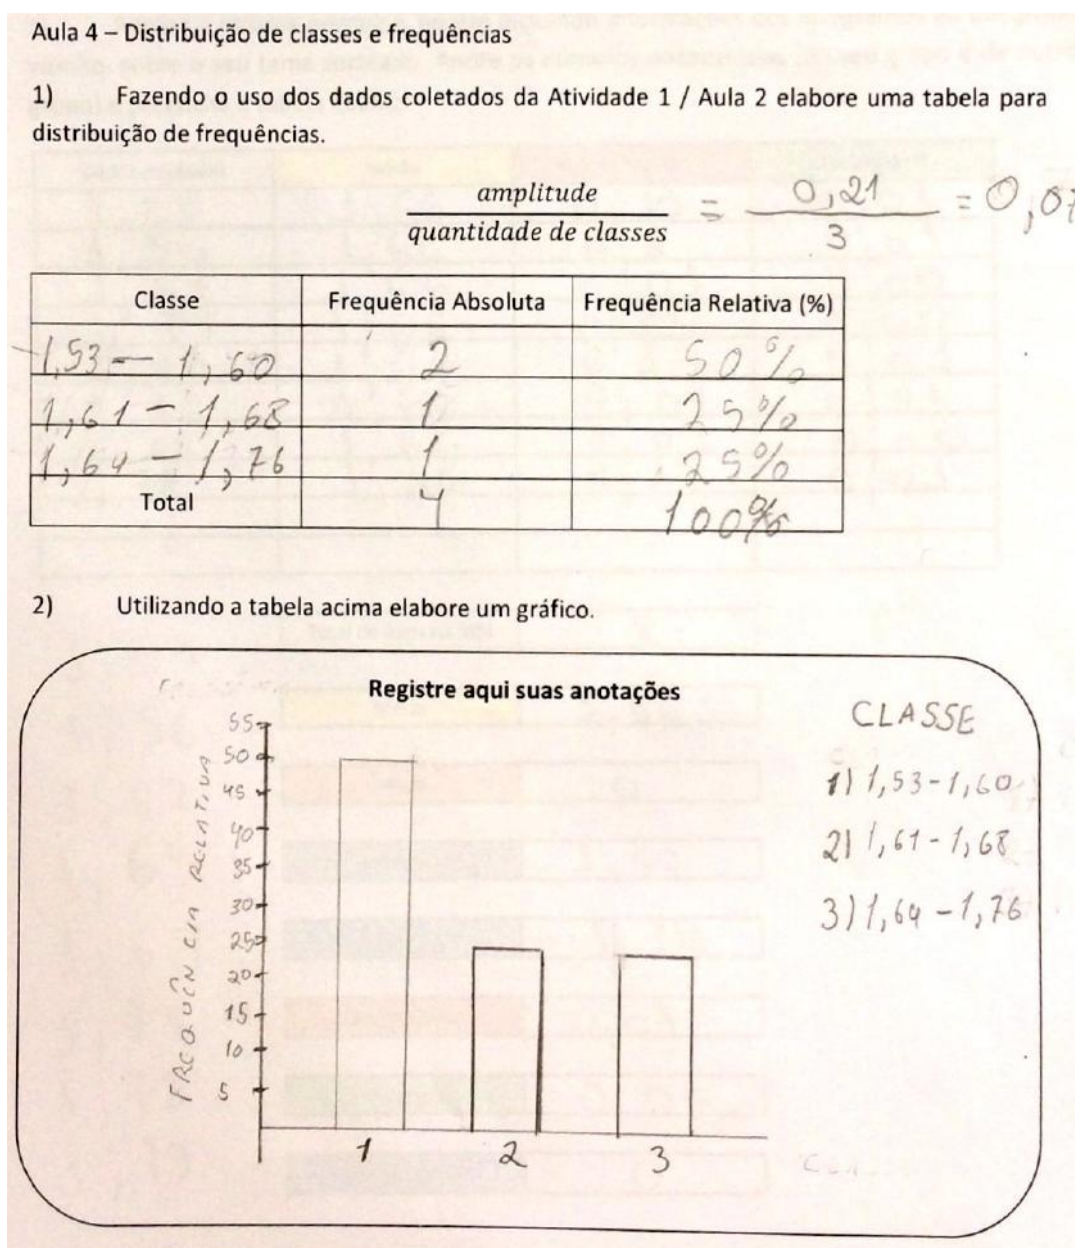 Aula 4 – Distribuição de classes e frequências
1) Fazendo o uso dos dados coletados da Atividade 1 / Aula 2 elabore uma tabela para
distribuição de frequências.
amplitude / quantidade de classes = 0,21 / 3 = 0,07
Classe Frequência Absoluta Frequência Relativa (%)
1,53 – 1,60 2 50%
1,61 – 1,68 1 25%
1,64 – 1,76 1 25%
Total 4 100%
2) Utilizando a tabela acima elabore um gráfico.
Registre aqui suas anotações
FREQUÊNCIA RELATIVA
55
50
45
40
35
30
25
20
15
10
5
1 2 3
CLASSE
1) 1,53 - 1,60
2) 1,61 - 1,68
3) 1,64 - 1,76